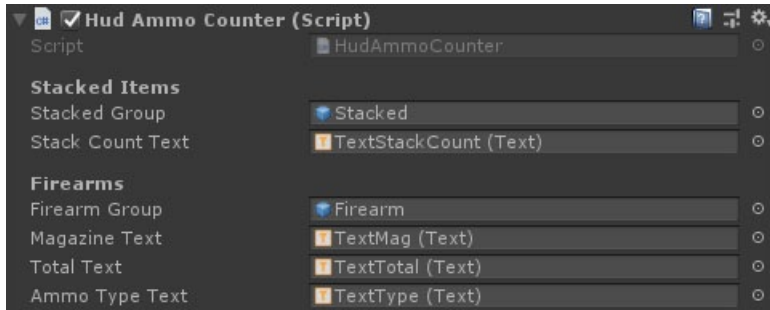 Hud Ammo Counter (Script)
Script HudAmmoCounter
Stacked Items
Stacked Group Stacked
Stack Count Text TextStackCount (Text)
Firearms
Firearm Group Firearm
Magazine Text TextMag (Text)
Total Text TextTotal (Text)
Ammo Type Text TextType (Text)